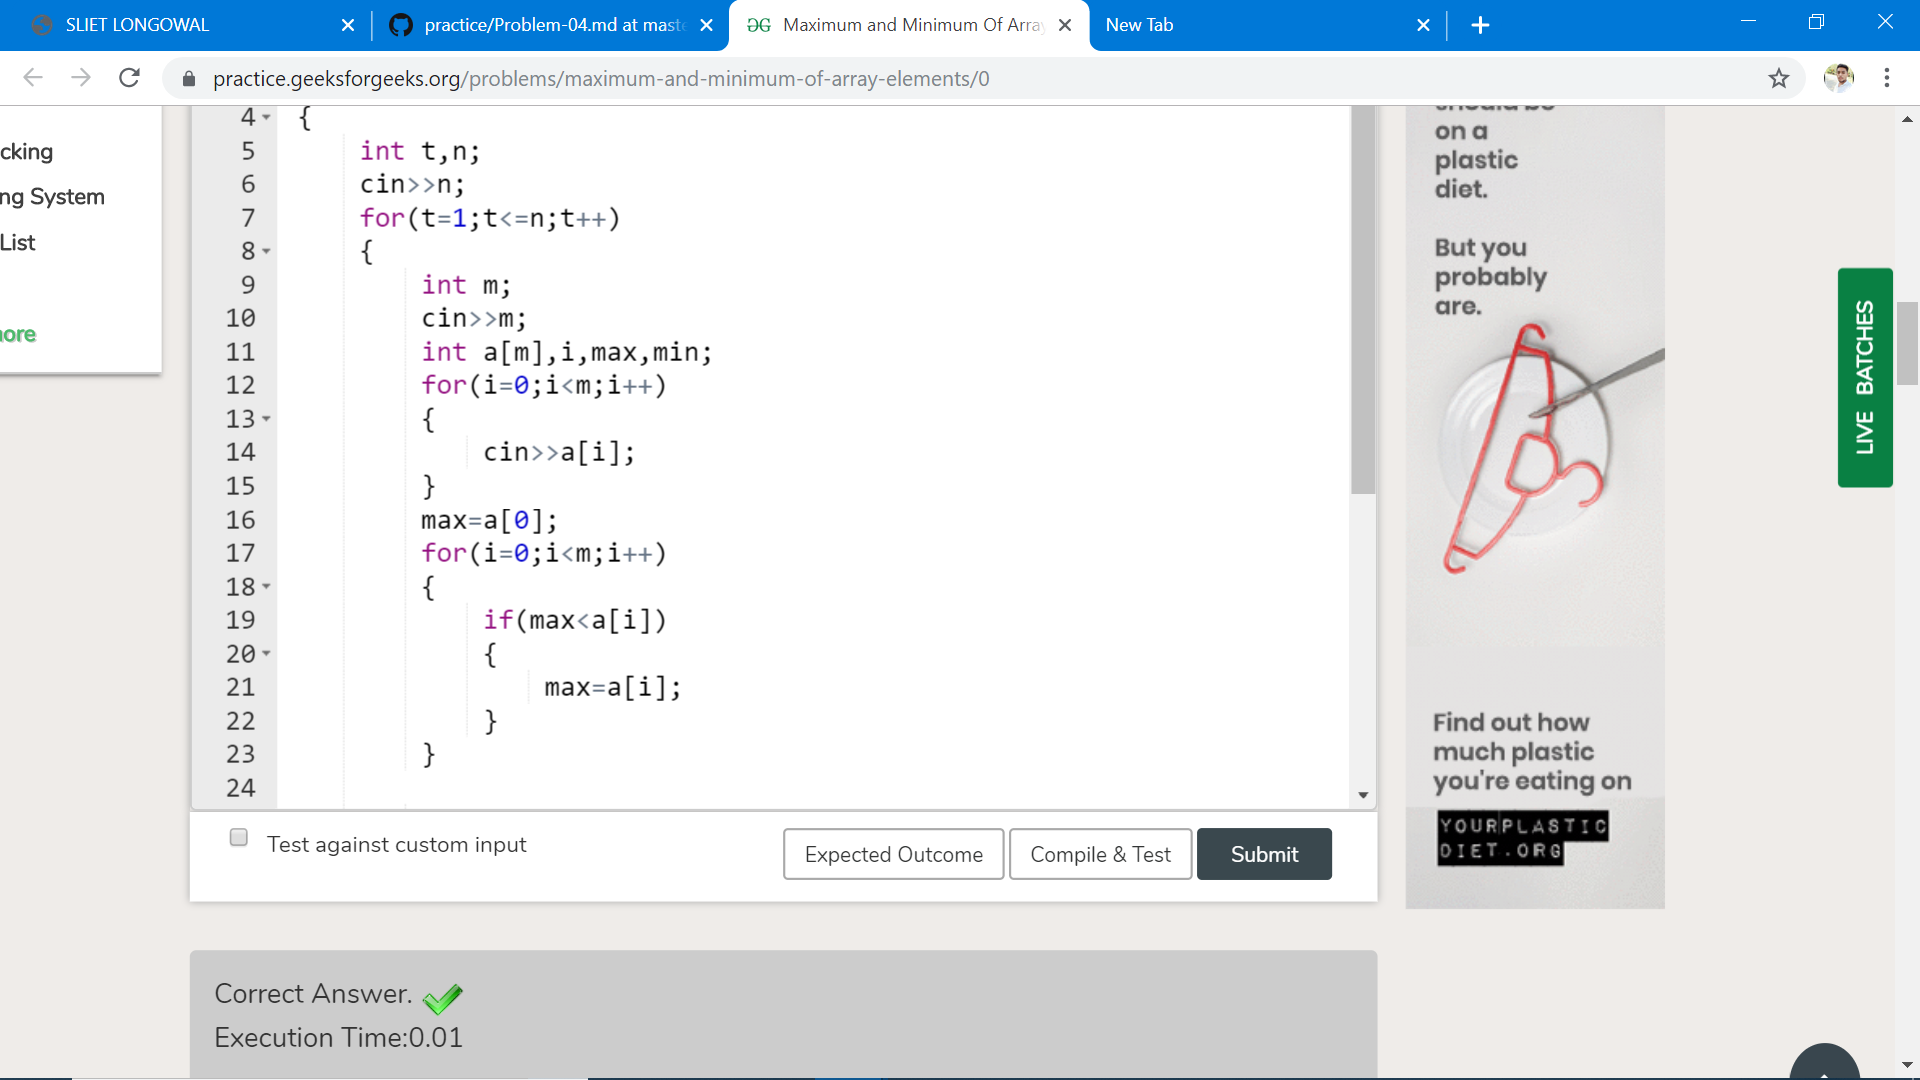 SLIET LONGOWAL
practice/Problem-04.md at maste
Maximum and Minimum Of Array
New Tab
practice.geeksforgeeks.org/problems/maximum-and-minimum-of-array-elements/0
cking
ng System
List
ore
4 {
5 int t,n;
6 cin>>n;
7 for(t=1;t<=n;t++)
8 {
9 int m;
10 cin>>m;
11 int a[m],i,max,min;
12 for(i=0;i<m;i++)
13 {
14 cin>>a[i];
15 }
16 max=a[0];
17 for(i=0;i<m;i++)
18 {
19 if(max<a[i])
20 {
21 max=a[i];
22 }
23 }
24
Test against custom input
Expected Outcome
Compile & Test
Submit
Correct Answer.
Execution Time:0.01
should be
on a
plastic
diet.
But you
probably
are.
Find out how
much plastic
you're eating on
YOURPLASTIC
DIET.ORG
LIVE BATCHES